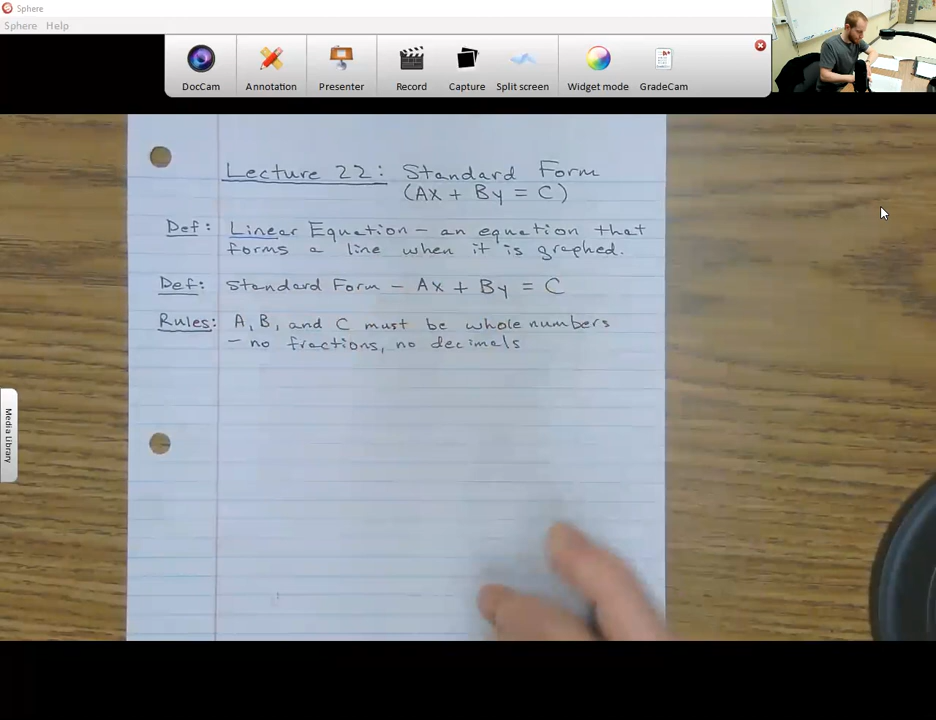 Sphere
Sphere Help
DocCam Annotation Presenter Record Capture Split screen Widget mode GradeCam
Lecture 22: Standard Form
(Ax + By = C)
Def: Linear Equation - an equation that
forms a line when it is graphed.
Def: Standard Form - Ax + By = C
Rules: A, B, and C must be whole numbers
- no fractions, no decimals
Media Library